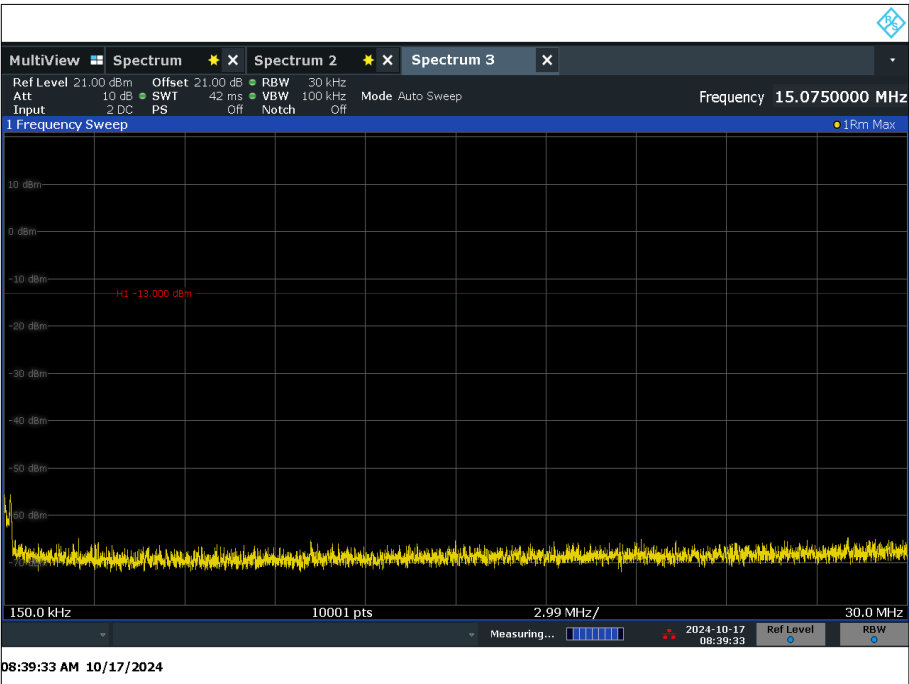 R/S
MultiView Spectrum Spectrum 2 Spectrum 3
Ref Level 21.00 dBm Offset 21.00 dB RBW 30 kHz
Att 10 dB SWT 42 ms VBW 100 kHz Mode Auto Sweep Frequency 15.0750000 MHz
Input 2 DC PS Off Notch Off
1 Frequency Sweep 1Rm Max
10 dBm
0 dBm
-10 dBm
H1 -13.000 dBm
-20 dBm
-30 dBm
-40 dBm
-50 dBm
-60 dBm
-70 dBm
150.0 kHz 10001 pts 2.99 MHz/ 30.0 MHz
Measuring... 2024-10-17 Ref Level RBW
08:39:33
08:39:33 AM 10/17/2024